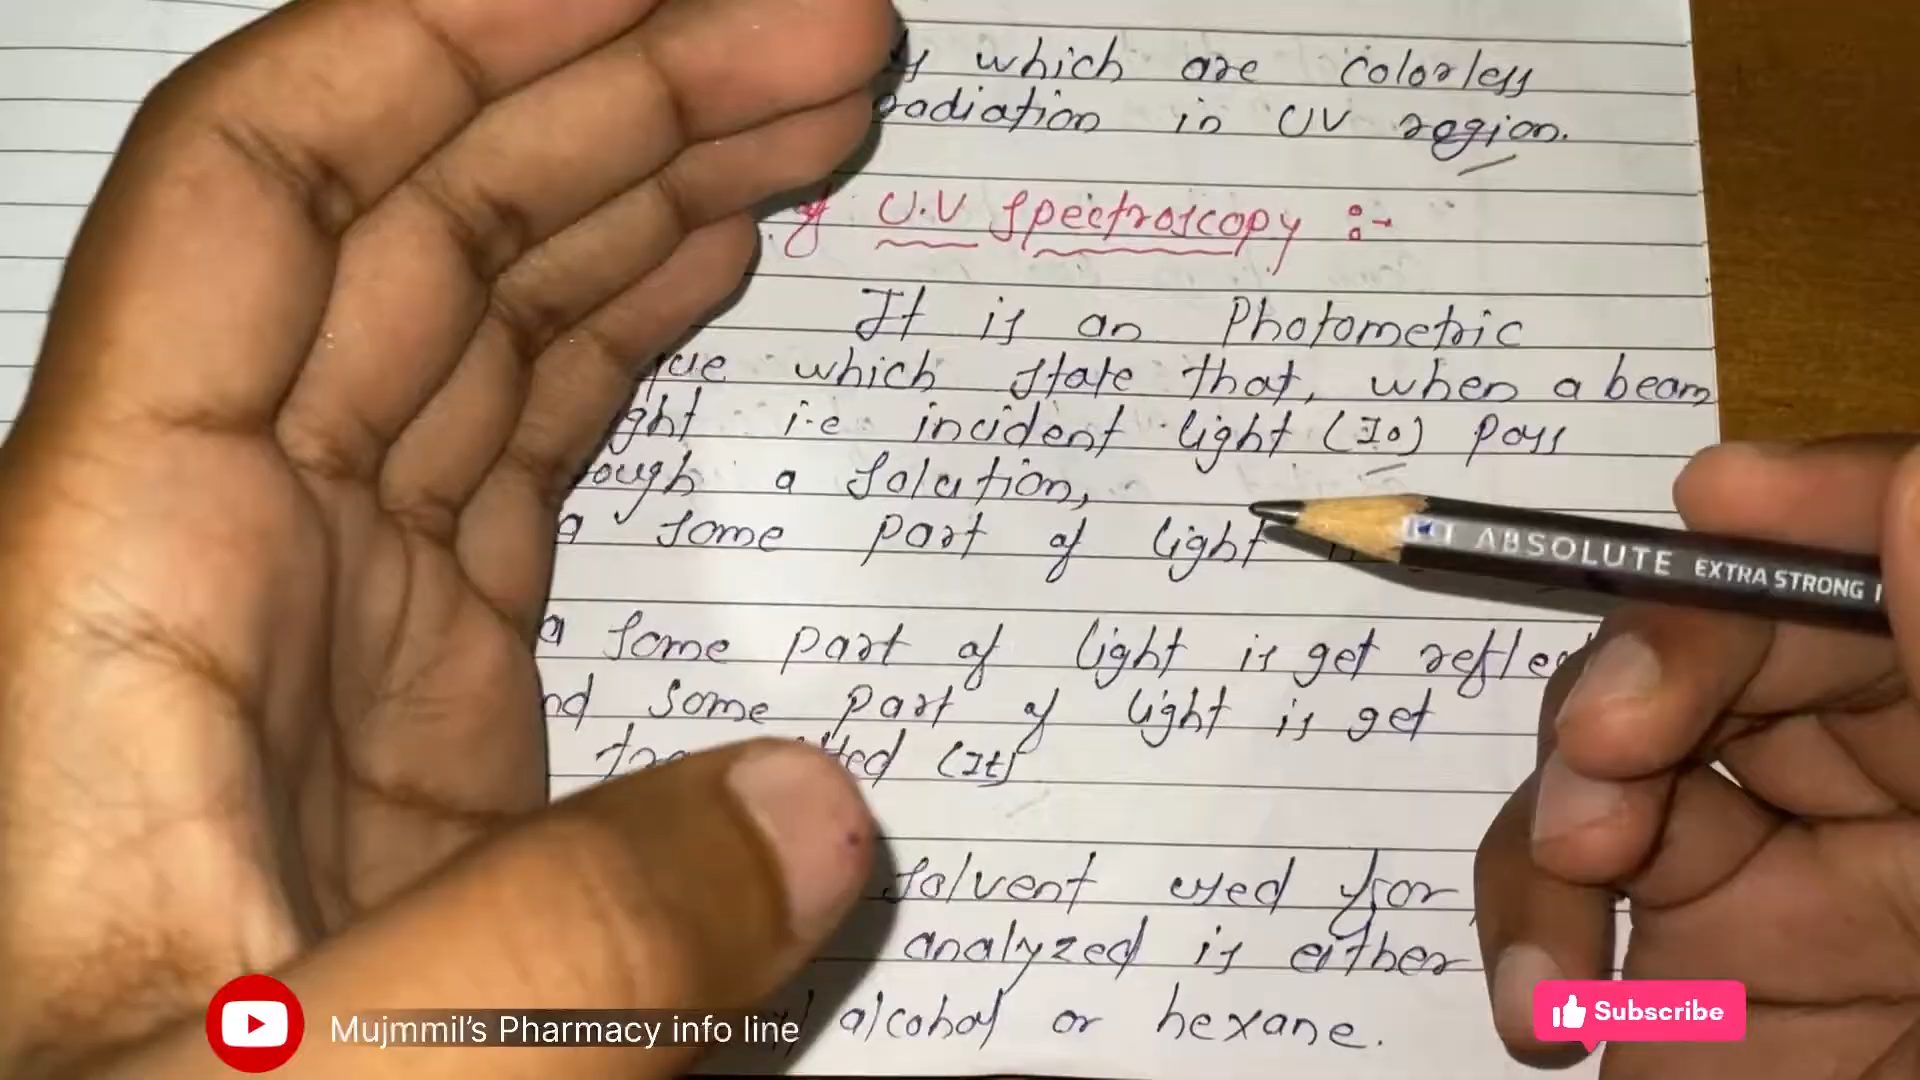 which are colorless
radiation in UV region.
of U.V Spectroscopy :-
It is an Photometric
which state that, when a beam
i.e incident light (Io) pass
a solution,
a some part of light
a some part of light is get
some part of light is get
(It)
solvent used for
analyzed is either
alcohol or hexane.
ABSOLUTE EXTRA STRONG
Mujmmil's Pharmacy info line
Subscribe